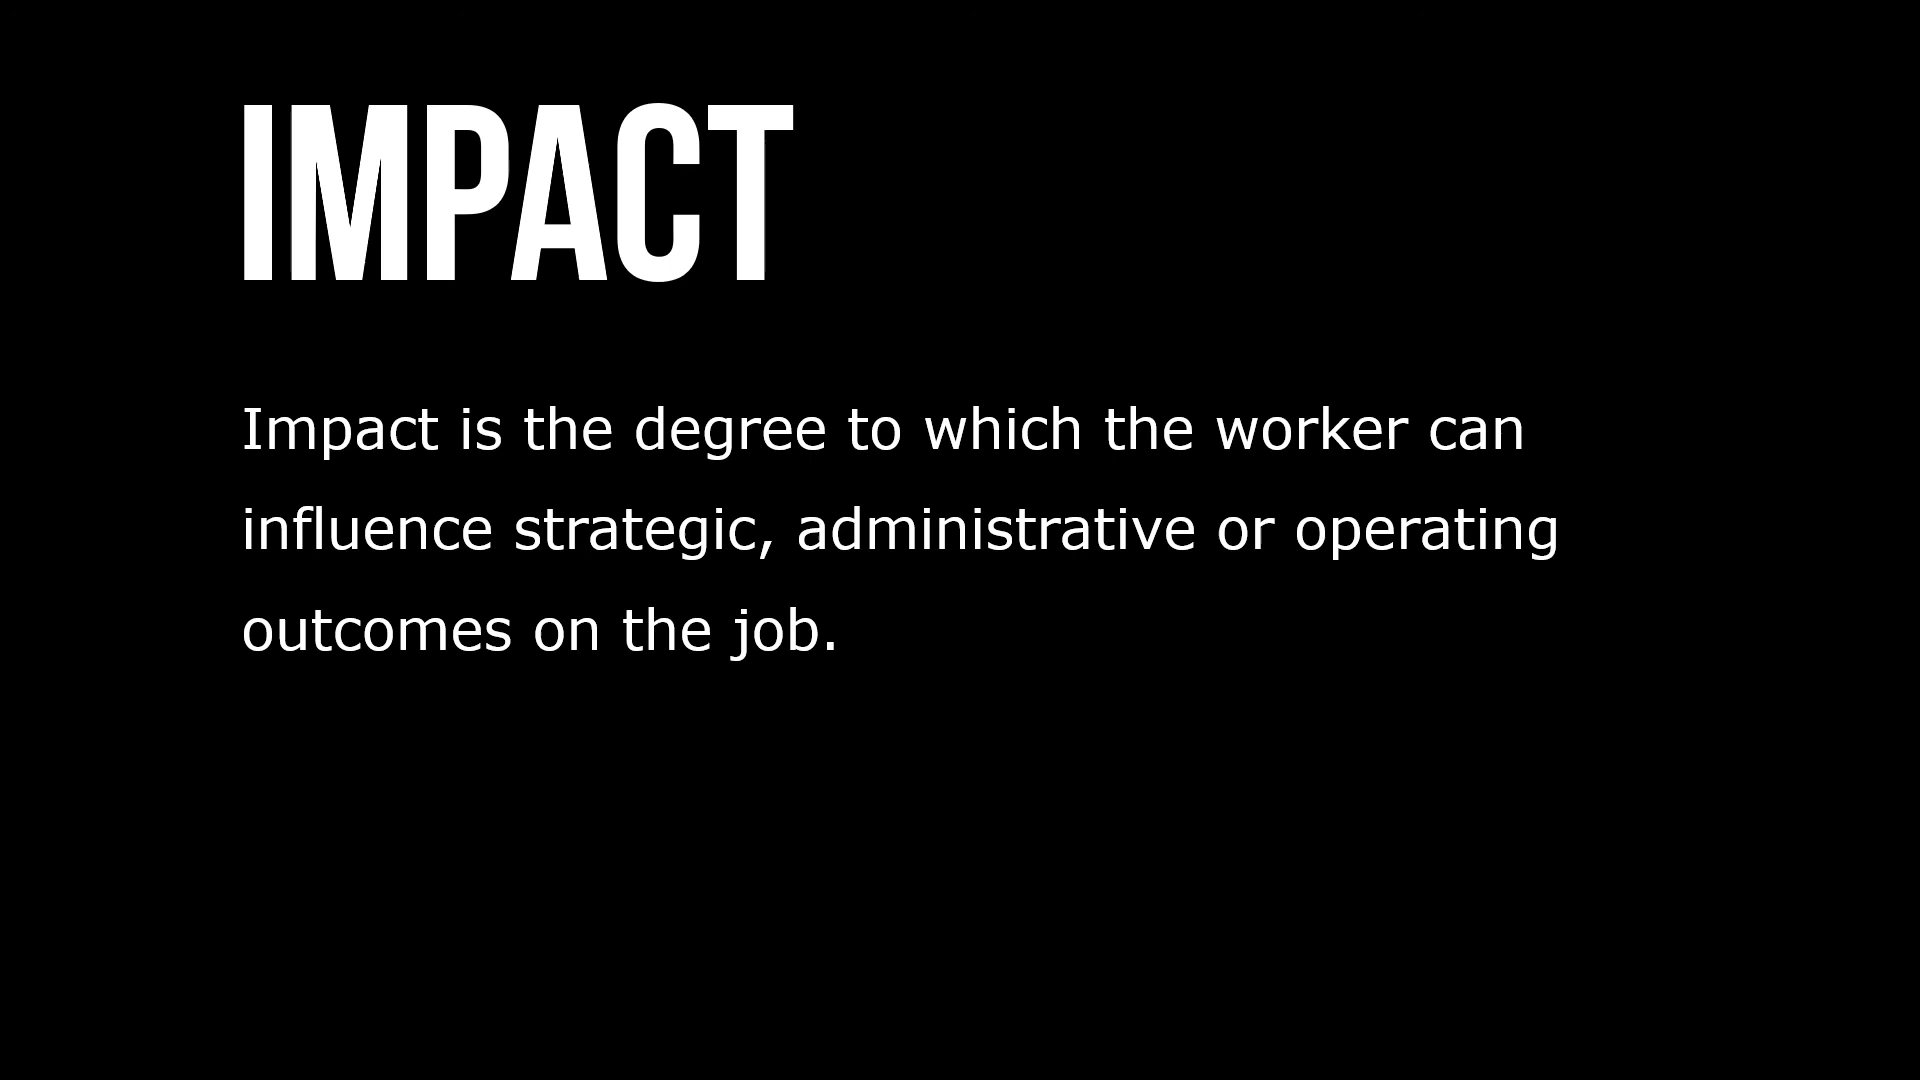 IMPACT
Impact is the degree to which the worker can
influence strategic, administrative or operating
outcomes on the job.